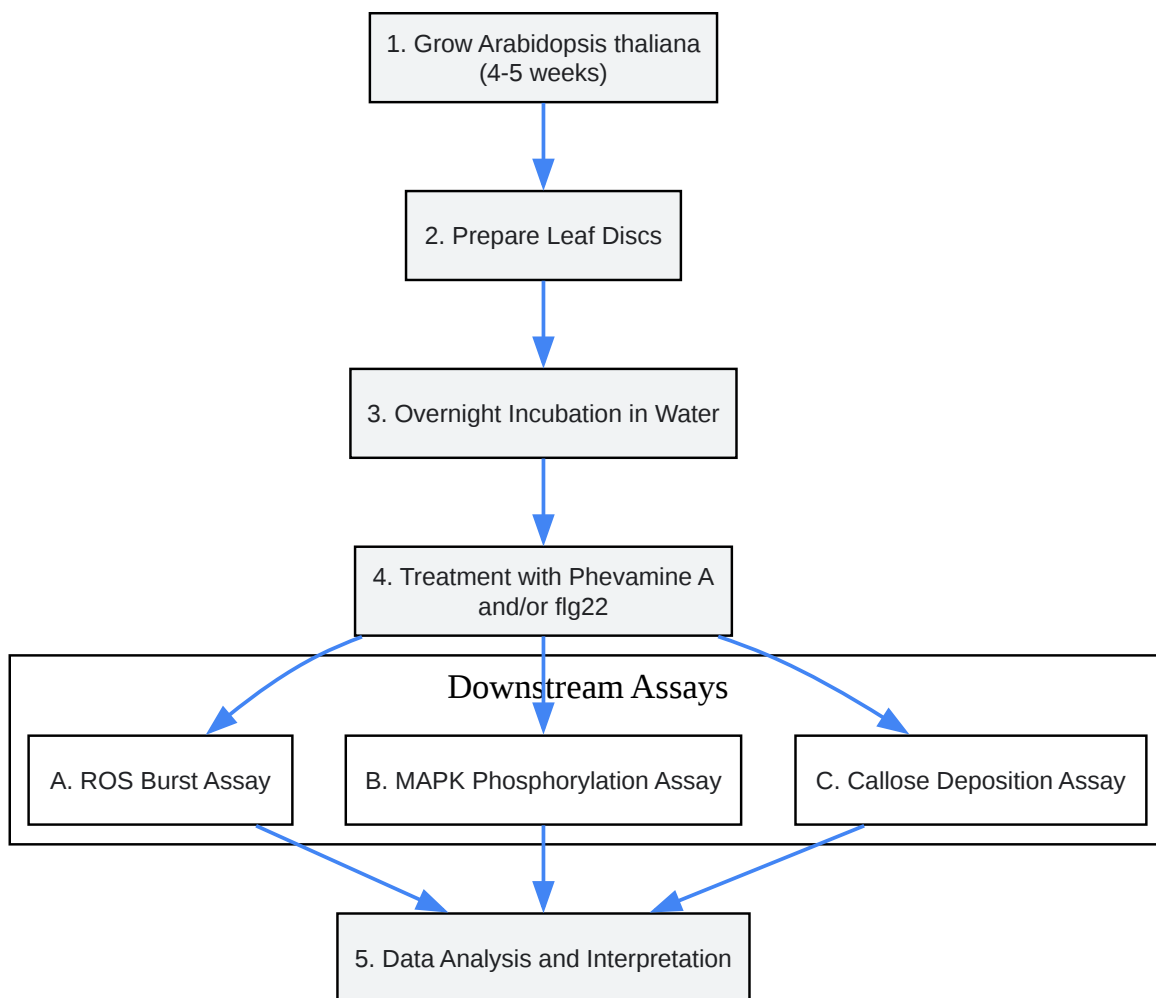 1. Grow Arabidopsis thaliana
(4-5 weeks)
2. Prepare Leaf Discs
3. Overnight Incubation in Water
4. Treatment with Phevamine A
and/or flg22
Downstream Assays
A. ROS Burst Assay
B. MAPK Phosphorylation Assay
C. Callose Deposition Assay
5. Data Analysis and Interpretation